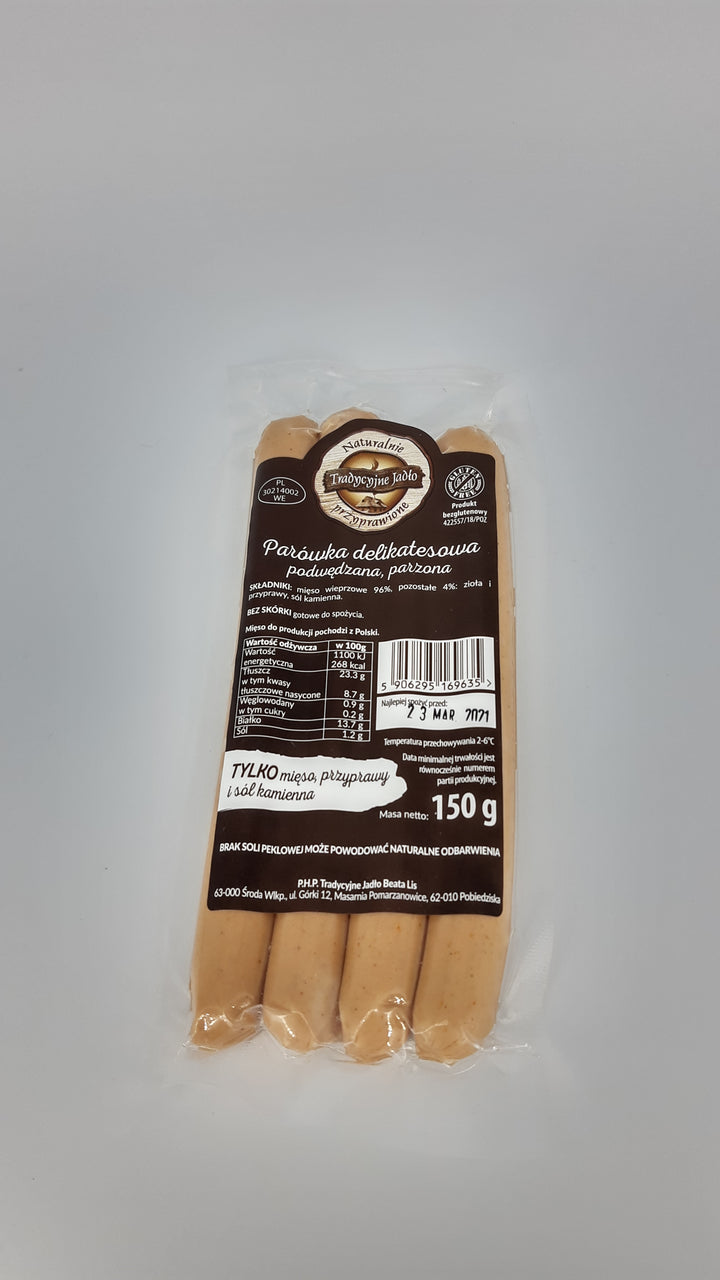 Naturalnie
Tradycyjne Jadło
przyprawione
PL
30214002
WE
GLUTEN
FREE
Produkt
bezglutenowy
422557/18/POZ
Parówka delikatesowa
podwędzana, parzona
SKŁADNIKI: mięso wieprzowe 96%, pozostałe 4%: zioła i
przyprawy, sól kamienna.
BEZ SKÓRKI gotowe do spożycia.
Mięso do produkcji pochodzi z Polski.
Wartość odżywcza w 100g
Wartość 1100 kJ
energetyczna 268 kcal
Tłuszcz 23.3 g
w tym kwasy
tłuszczowe nasycone 8.7 g
Węglowodany 0.9 g
w tym cukry 0.2 g
Białko 13.7 g
Sól 1.2 g
5 906295 169635 >
Najlepiej spożyć przed:
23 MAR 2021
Temperatura przechowywania 2-6°C
Data minimalnej trwałości jest
równocześnie numerem
partii produkcyjnej.
TYLKO mięso, przyprawy
i sól kamienna
Masa netto: 150 g
BRAK SOLI PEKLOWEJ MOŻE POWODOWAĆ NATURALNE ODBARWIENIA
P.H.P. Tradycyjne Jadło Beata Lis
63-000 Środa Wlkp., ul. Górki 12, Masarnia Pomarzanowice, 62-010 Pobiedziska